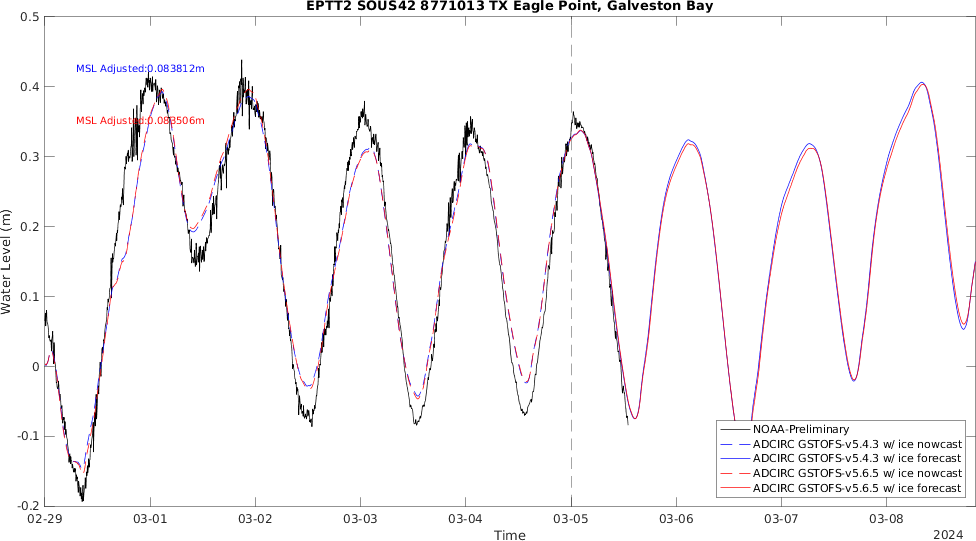 EPTT2 SOUS42 8771013 TX Eagle Point, Galveston Bay
0.5
0.4
0.3
0.2
0.1
0
-0.1
-0.2
Water Level (m)
MSL Adjusted:0.083812m
MSL Adjusted:0.083506m
NOAA-Preliminary
ADCIRC GSTOFS-v5.4.3 w/ ice nowcast
ADCIRC GSTOFS-v5.4.3 w/ ice forecast
ADCIRC GSTOFS-v5.6.5 w/ ice nowcast
ADCIRC GSTOFS-v5.6.5 w/ ice forecast
02-29 03-01 03-02 03-03 03-04 03-05 03-06 03-07 03-08
Time
2024